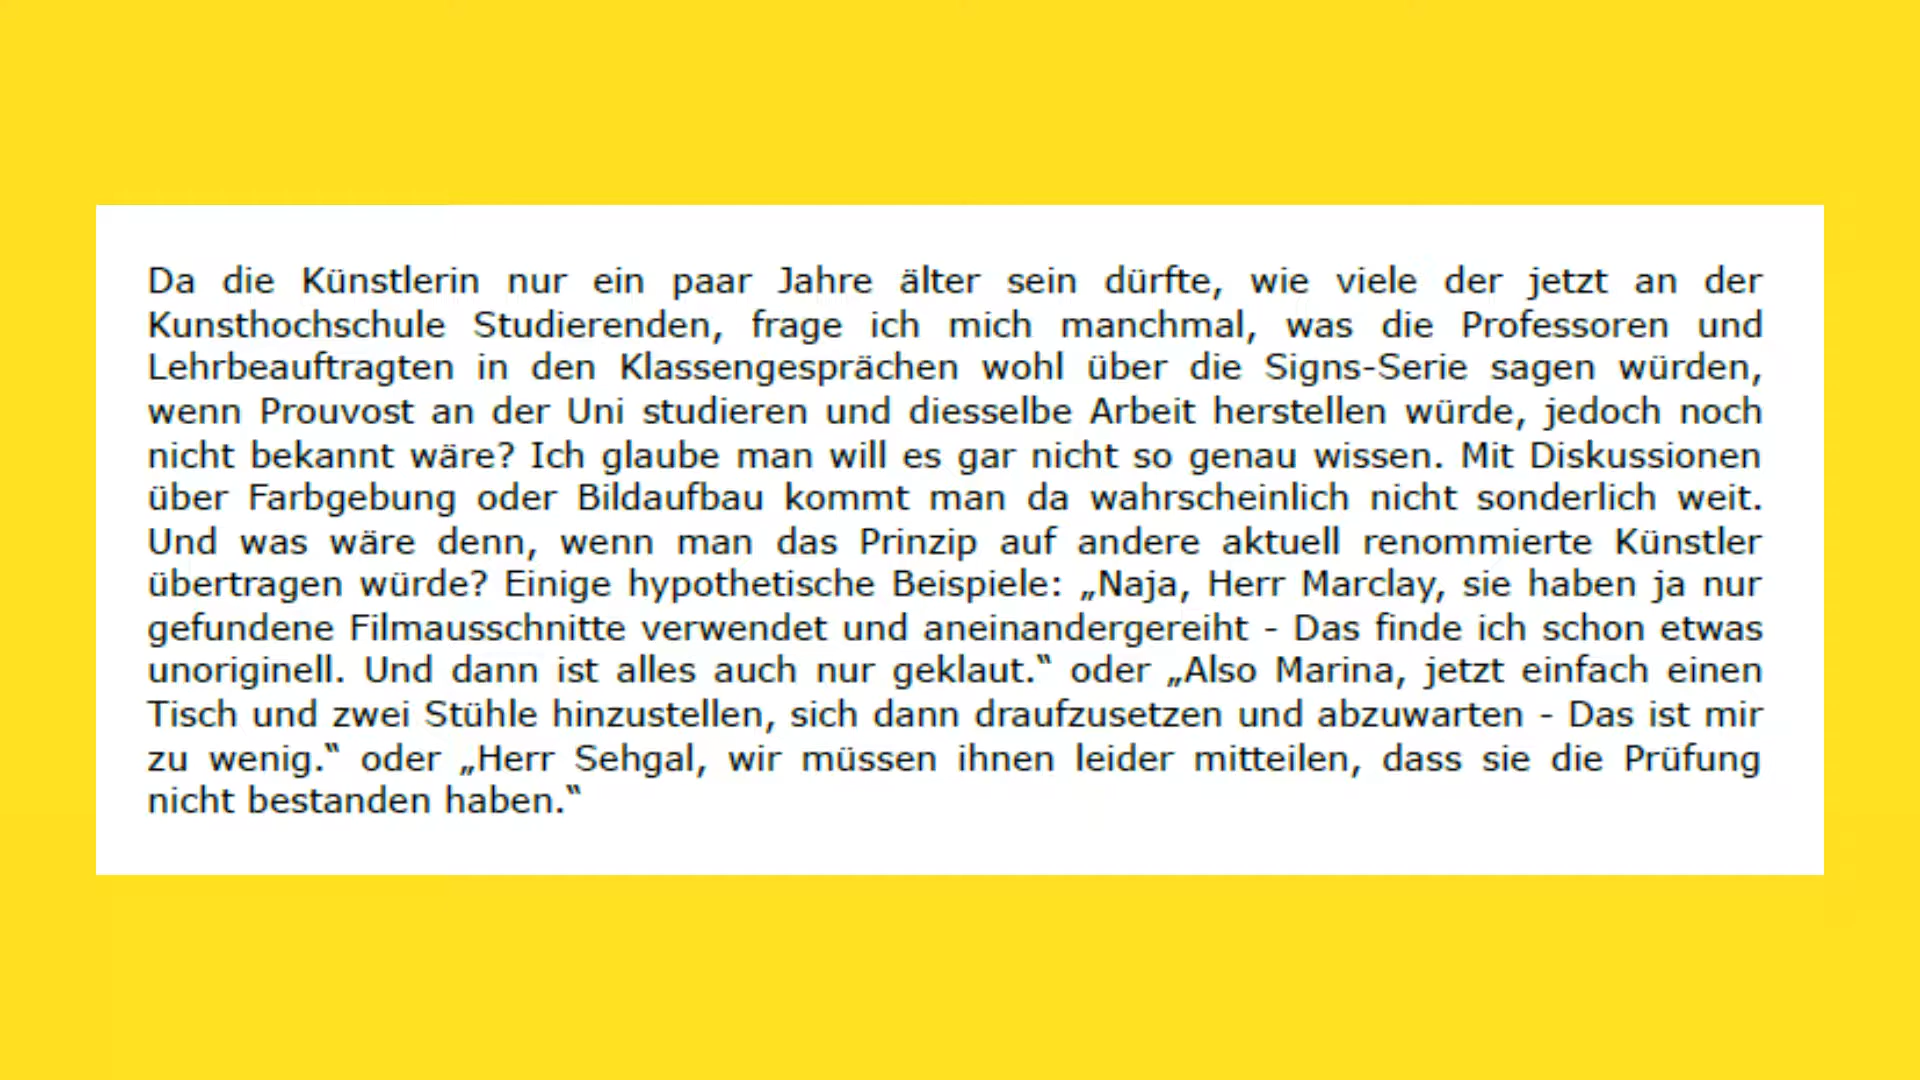 Da die Künstlerin nur ein paar Jahre älter sein dürfte, wie viele der jetzt an der
Kunsthochschule Studierenden, frage ich mich manchmal, was die Professoren und
Lehrbeauftragten in den Klassengesprächen wohl über die Signs-Serie sagen würden,
wenn Prouvost an der Uni studieren und diesselbe Arbeit herstellen würde, jedoch noch
nicht bekannt wäre? Ich glaube man will es gar nicht so genau wissen. Mit Diskussionen
über Farbgebung oder Bildaufbau kommt man da wahrscheinlich nicht sonderlich weit.
Und was wäre denn, wenn man das Prinzip auf andere aktuell renommierte Künstler
übertragen würde? Einige hypothetische Beispiele: „Naja, Herr Marclay, sie haben ja nur
gefundene Filmausschnitte verwendet und aneinandergereiht - Das finde ich schon etwas
unoriginell. Und dann ist alles auch nur geklaut.‟ oder „Also Marina, jetzt einfach einen
Tisch und zwei Stühle hinzustellen, sich dann draufzusetzen und abzuwarten - Das ist mir
zu wenig.‟ oder „Herr Sehgal, wir müssen ihnen leider mitteilen, dass sie die Prüfung
nicht bestanden haben.‟